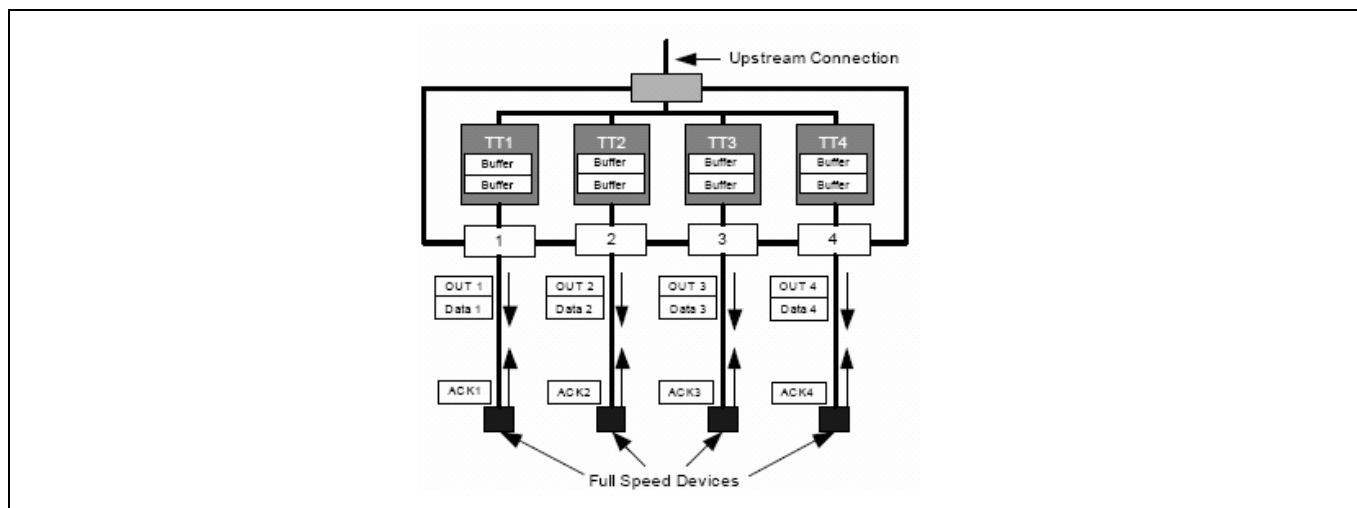 Upstream Connection
TT1 TT2 TT3 TT4
Buffer Buffer Buffer Buffer
Buffer Buffer Buffer Buffer
1 2 3 4
OUT 1 OUT 2 OUT 3 OUT 4
Data 1 Data 2 Data 3 Data 4
ACK1 ACK2 ACK3 ACK4
Full Speed Devices